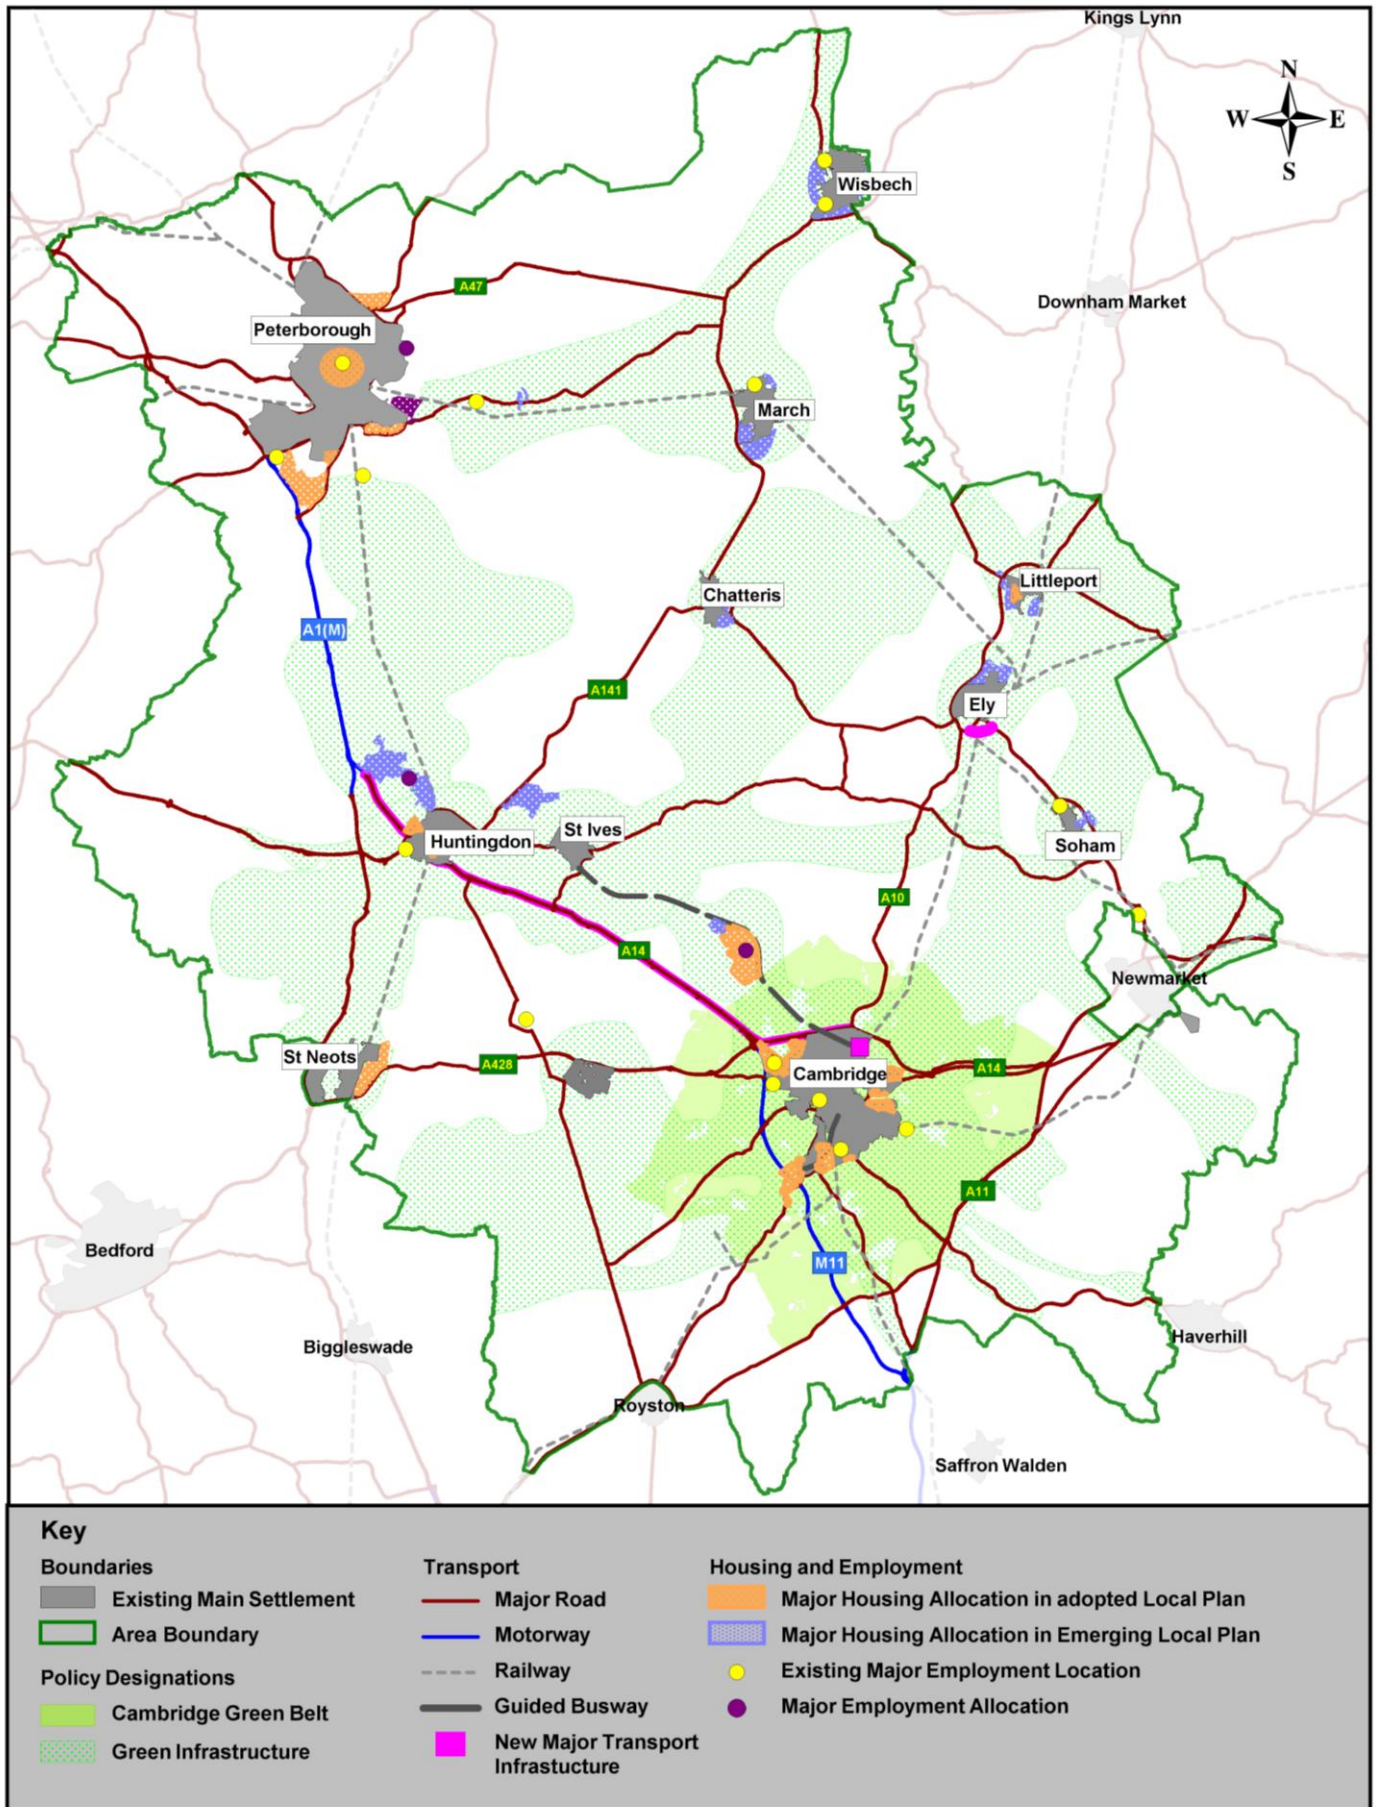 Kings Lynn
N
W
E
S
Wisbech
A47
Downham Market
Peterborough
March
Littleport
Chatteris
A1(M)
A141
Ely
St Ives
Huntingdon
Soham
A10
A14
Newmarket
St Neots
A428
A14
Cambridge
A11
Bedford
M11
Haverhill
Biggleswade
Royston
Saffron Walden
Key
Boundaries
Existing Main Settlement
Area Boundary
Policy Designations
Cambridge Green Belt
Green Infrastructure
Transport
Major Road
Motorway
Railway
Guided Busway
New Major Transport
Infrastucture
Housing and Employment
Major Housing Allocation in adopted Local Plan
Major Housing Allocation in Emerging Local Plan
Existing Major Employment Location
Major Employment Allocation